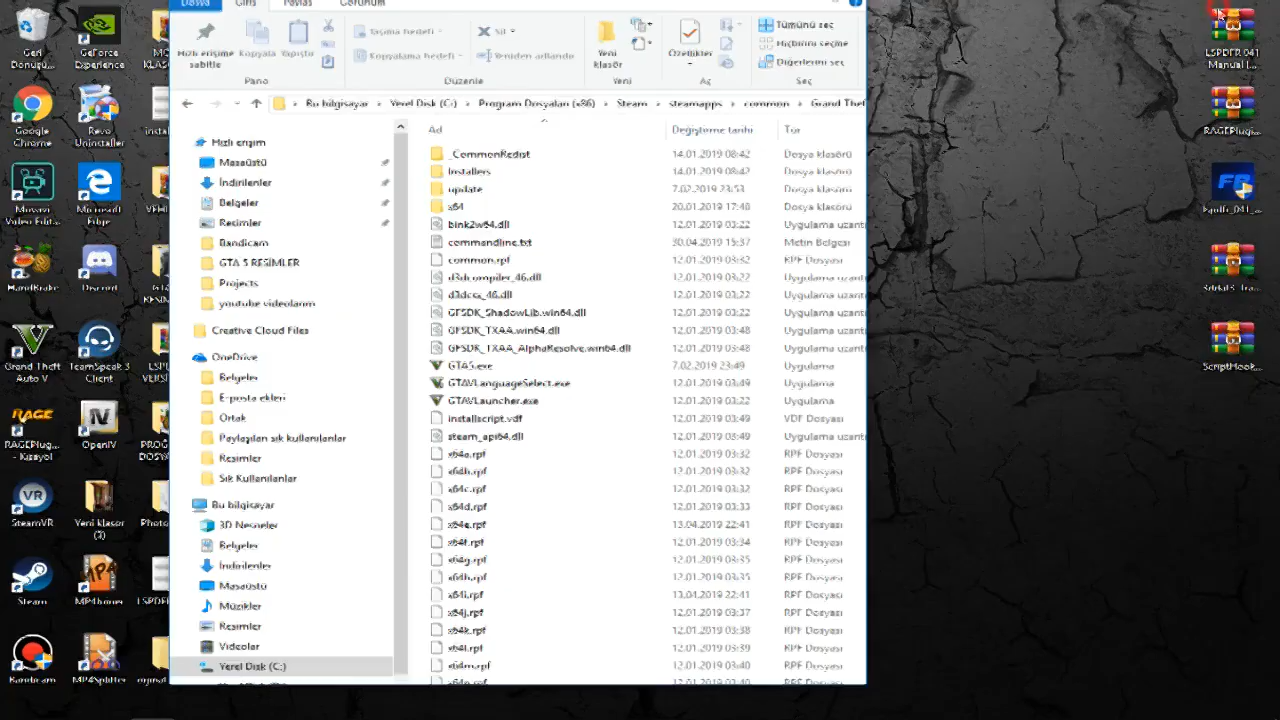 Dosya Giriş Paylaş Görünüm
Hızlı erişime sabitle
Kopyala
Yapıştır
Taşıma hedefi
Kopyalama hedefi
Sil
Yeniden adlandır
Yeni klasör
Özellikler
Aç
Tümünü seç
Hiçbirini seçme
Diğerlerini seç
Pano Düzenle Yeni Aç Seç
Bu bilgisayar › Yerel Disk (C:) › Program Dosyaları (x86) › Steam › steamapps › common › Grand Thef
Ad Değiştirme tarihi Tür
_CommonRedist 14.01.2019 08:42 Dosya klasörü
Installers 14.01.2019 08:42 Dosya klasörü
update 7.02.2019 23:53 Dosya klasörü
x64 20.01.2019 17:48 Dosya klasörü
bink2w64.dll 12.01.2019 03:22 Uygulama uzantı
commandline.txt 30.04.2019 15:37 Metin Belgesi
common.rpf 12.01.2019 03:32 RPF Dosyası
d3dcompiler_46.dll 12.01.2019 03:22 Uygulama uzantı
d3dcsx_46.dll 12.01.2019 03:22 Uygulama uzantı
GFSDK_ShadowLib.win64.dll 12.01.2019 03:22 Uygulama uzantı
GFSDK_TXAA.win64.dll 12.01.2019 03:48 Uygulama uzantı
GFSDK_TXAA_AlphaResolve.win64.dll 12.01.2019 03:48 Uygulama uzantı
GTA5.exe 7.02.2019 23:49 Uygulama
GTAVLanguageSelect.exe 12.01.2019 03:49 Uygulama
GTAVLauncher.exe 12.01.2019 03:22 Uygulama
installscript.vdf 12.01.2019 03:49 VDF Dosyası
steam_api64.dll 12.01.2019 03:49 Uygulama uzantı
x64a.rpf 12.01.2019 03:32 RPF Dosyası
x64b.rpf 12.01.2019 03:32 RPF Dosyası
x64c.rpf 12.01.2019 03:32 RPF Dosyası
x64d.rpf 12.01.2019 03:33 RPF Dosyası
x64e.rpf 13.04.2019 22:41 RPF Dosyası
x64f.rpf 12.01.2019 03:34 RPF Dosyası
x64g.rpf 12.01.2019 03:35 RPF Dosyası
x64h.rpf 12.01.2019 03:35 RPF Dosyası
x64i.rpf 13.04.2019 22:41 RPF Dosyası
x64j.rpf 12.01.2019 03:37 RPF Dosyası
x64k.rpf 12.01.2019 03:38 RPF Dosyası
x64l.rpf 12.01.2019 03:39 RPF Dosyası
x64m.rpf 12.01.2019 03:40 RPF Dosyası
Hızlı erişim
Masaüstü
İndirilenler
Belgeler
Resimler
Bandicam
GTA 5 RESİMLER
Projects
youtube videolarım
Creative Cloud Files
OneDrive
Belgeler
E-posta ekleri
Ortak
Paylaşılan sık kullanılanlar
Resimler
Sık Kullanılanlar
Bu bilgisayar
3D Nesneler
Belgeler
İndirilenler
Masaüstü
Müzikler
Resimler
Videolar
Yerel Disk (C:)
Geri Dönüşü...
GeForce Experience
Google Chrome
Revo Uninstaller
Movavi Video Edit...
Microsoft Edge
HandBrake
Discord
Grand Theft Auto V
TeamSpeak 3 Client
RAGEPlug... - Kısayol
OpenIV
SteamVR
Yeni klasör (3)
Steam
MP4Joiner
Bandicam
MP4Splitter
LSPDFR 041 Manual I...
RAGEPlugi...
ScriptHook...